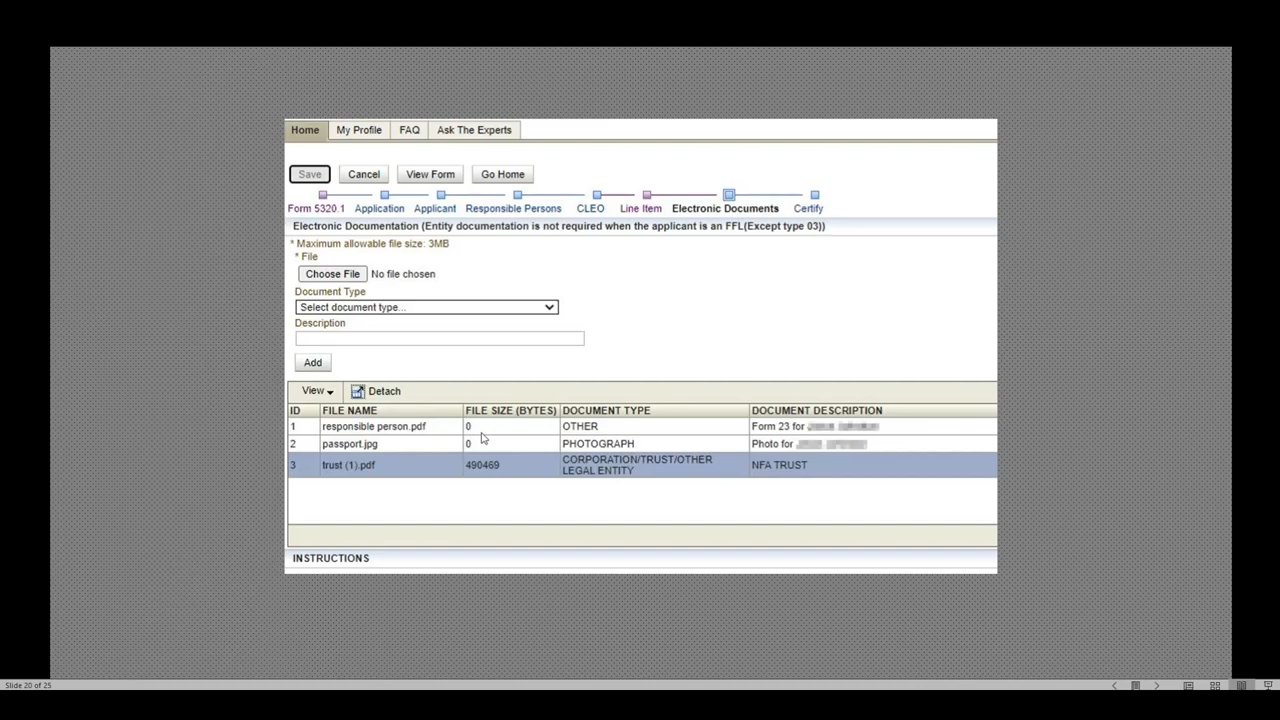 Home My Profile FAQ Ask The Experts
Save Cancel View Form Go Home
Form 5320.1 Application Applicant Responsible Persons CLEO Line Item Electronic Documents Certify
Electronic Documentation (Entity documentation is not required when the applicant is an FFL(Except type 03))
* Maximum allowable file size: 3MB
* File
Choose File No file chosen
Document Type
Select document type...
Description
Add
View Detach
ID FILE NAME FILE SIZE (BYTES) DOCUMENT TYPE DOCUMENT DESCRIPTION
1 responsible person.pdf 0 OTHER Form 23 for
2 passport.jpg 0 PHOTOGRAPH Photo for
3 trust (1).pdf 490469 CORPORATION/TRUST/OTHER LEGAL ENTITY NFA TRUST
INSTRUCTIONS
Slide 20 of 25